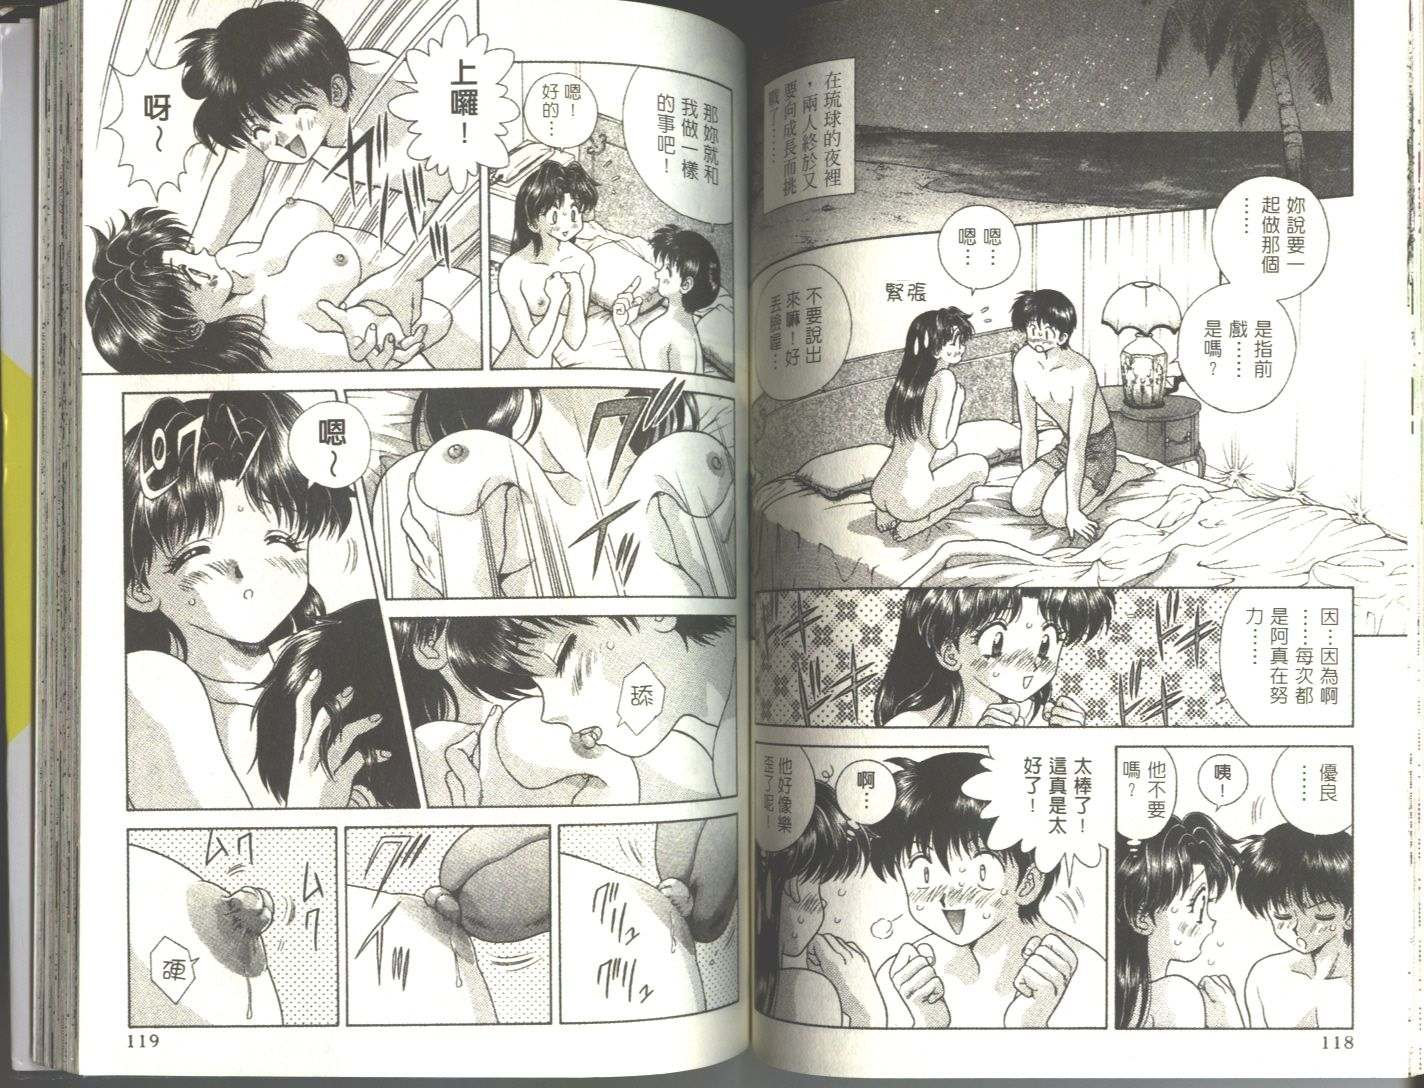 在琉球的夜裡
，兩人終於又
要向成長而挑
戰了……
妳說要一
起做那個
……
是指前
戲……
是嗎？
嗯…
嗯…
緊張
不要說出
來嘛！好
丟臉喔…
因…因為啊
……每次都
是阿真在努
力……
優良
……
咦！
他不要
嗎？
太棒了！
這真是太
好了！
啊…
他好像樂
歪了呢！
118
那妳就和
我做一樣
的事吧！
嗯！
好的…
上囉！
呀～
嗯～
舔
ムク
ムク
硬
119